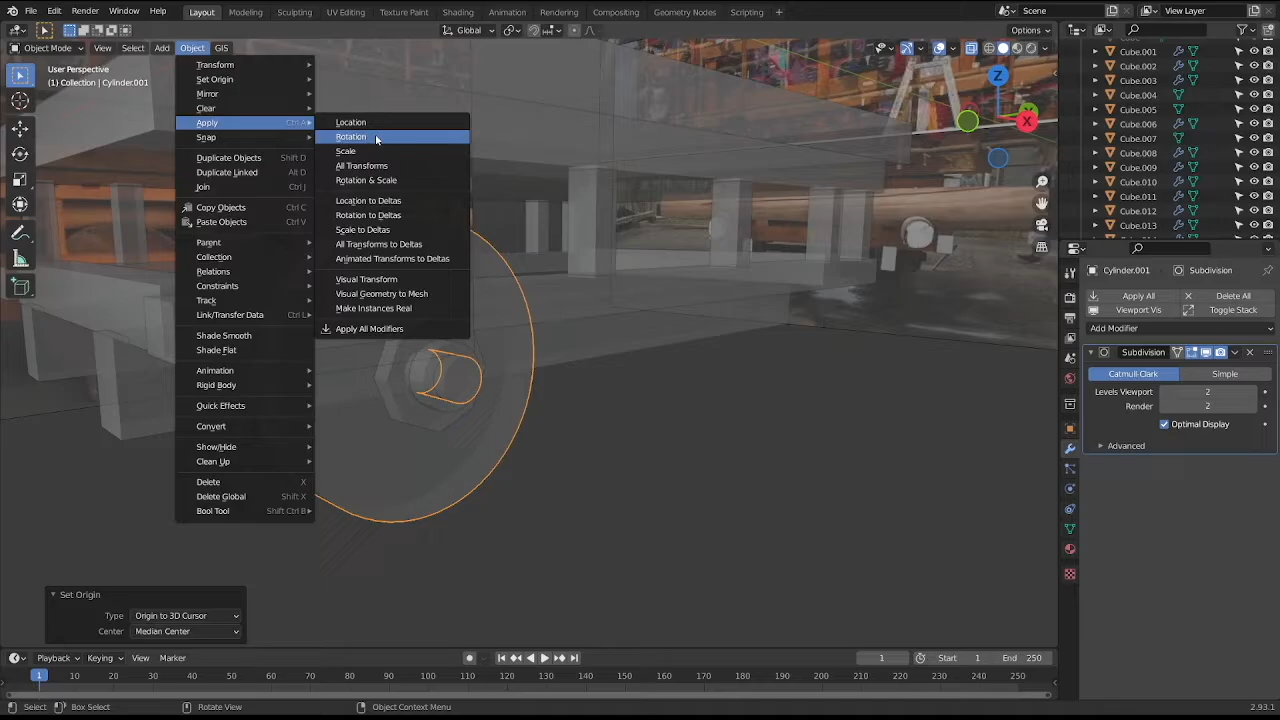 File Edit Render Window Help Layout Modeling Sculpting UV Editing Texture Paint Shading Animation Rendering Compositing Geometry Nodes Scripting + Scene View Layer
Global Options
Object Mode View Select Add Object GIS
User Perspective
(1) Collection | Cylinder.001
Transform
Set Origin
Mirror
Clear
Apply Ctrl A
Snap
Duplicate Objects Shift D
Duplicate Linked Alt D
Join Ctrl J
Copy Objects Ctrl C
Paste Objects Ctrl V
Parent
Collection
Relations
Constraints
Track
Link/Transfer Data Ctrl L
Shade Smooth
Shade Flat
Animation
Rigid Body
Quick Effects
Convert
Show/Hide
Clean Up
Delete X
Delete Global Shift X
Bool Tool Shift Ctrl B
Location
Rotation
Scale
All Transforms
Rotation & Scale
Location to Deltas
Rotation to Deltas
Scale to Deltas
All Transforms to Deltas
Animated Transforms to Deltas
Visual Transform
Visual Geometry to Mesh
Make Instances Real
Apply All Modifiers
Z
X
Cube.001
Cube.002
Cube.003
Cube.004
Cube.005
Cube.006
Cube.007
Cube.008
Cube.009
Cube.010
Cube.011
Cube.012
Cube.013
Cylinder.001 Subdivision
Apply All Delete All
Viewport Vis Toggle Stack
Add Modifier
Subdivision
Catmull-Clark Simple
Levels Viewport 2
Render 2
Optimal Display
Advanced
Set Origin
Type Origin to 3D Cursor
Center Median Center
Playback Keying View Marker 1 Start 1 End 250
1 10 20 30 40 50 60 70 80 90 100 110 120 130 140 150 160 170 180 190 200 210 220 230 240 250
Select Box Select Rotate View Object Context Menu 2.93.1